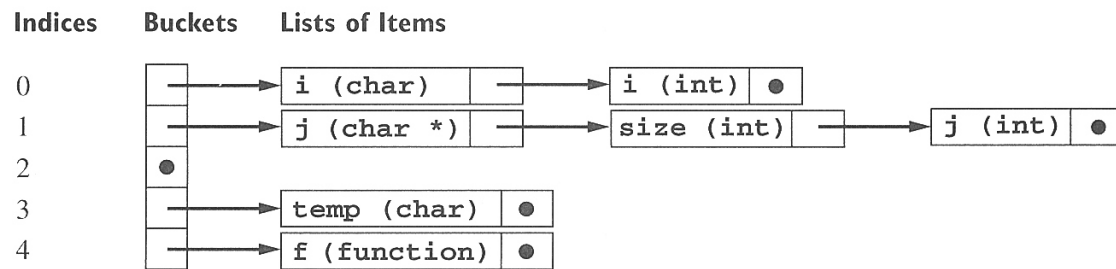 Indices Buckets Lists of Items
0 i (char) i (int)
1 j (char *) size (int) j (int)
2
3 temp (char)
4 f (function)